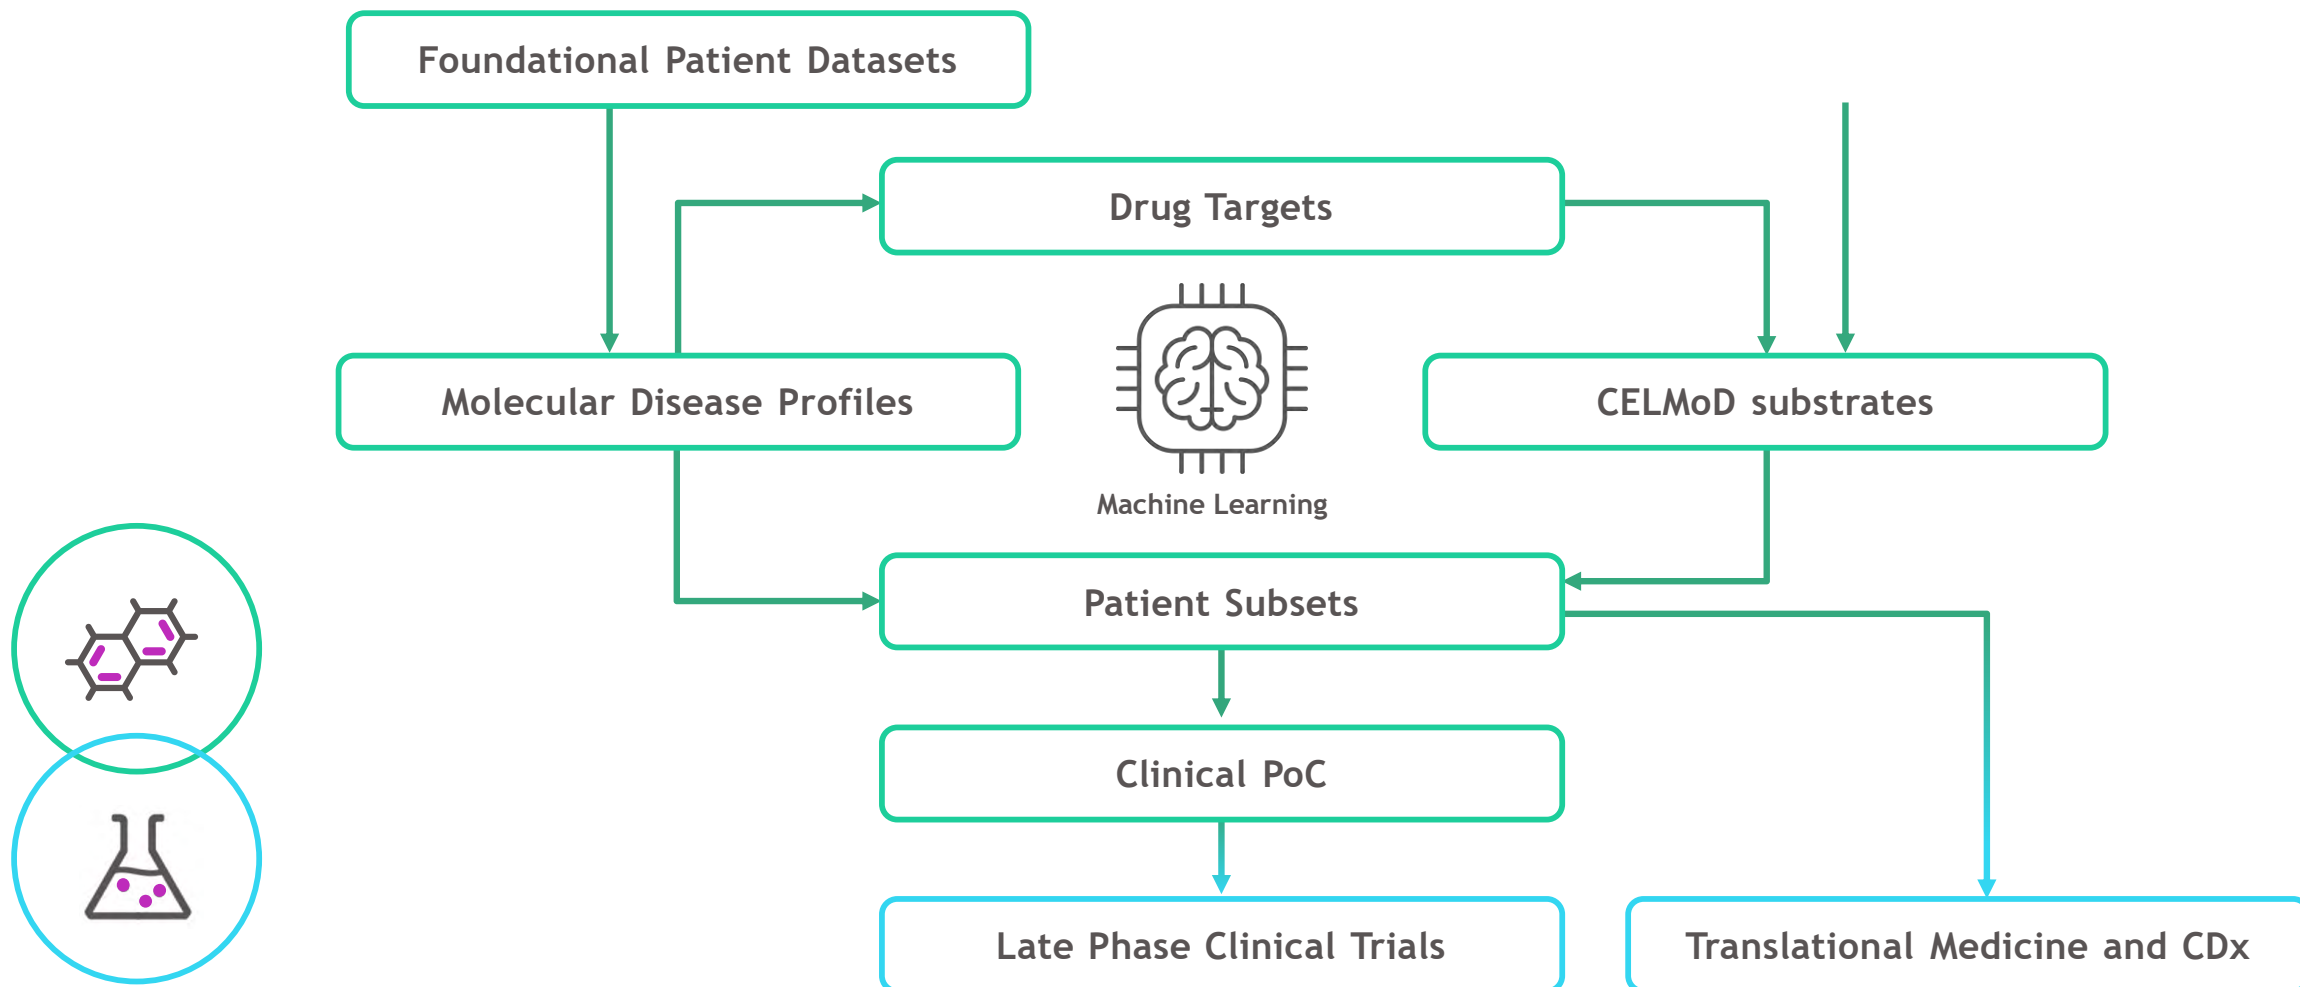 Foundational Patient Datasets
Drug Targets
Molecular Disease Profiles
CELMoD substrates
Machine Learning
Patient Subsets
Clinical PoC
Late Phase Clinical Trials
Translational Medicine and CDx